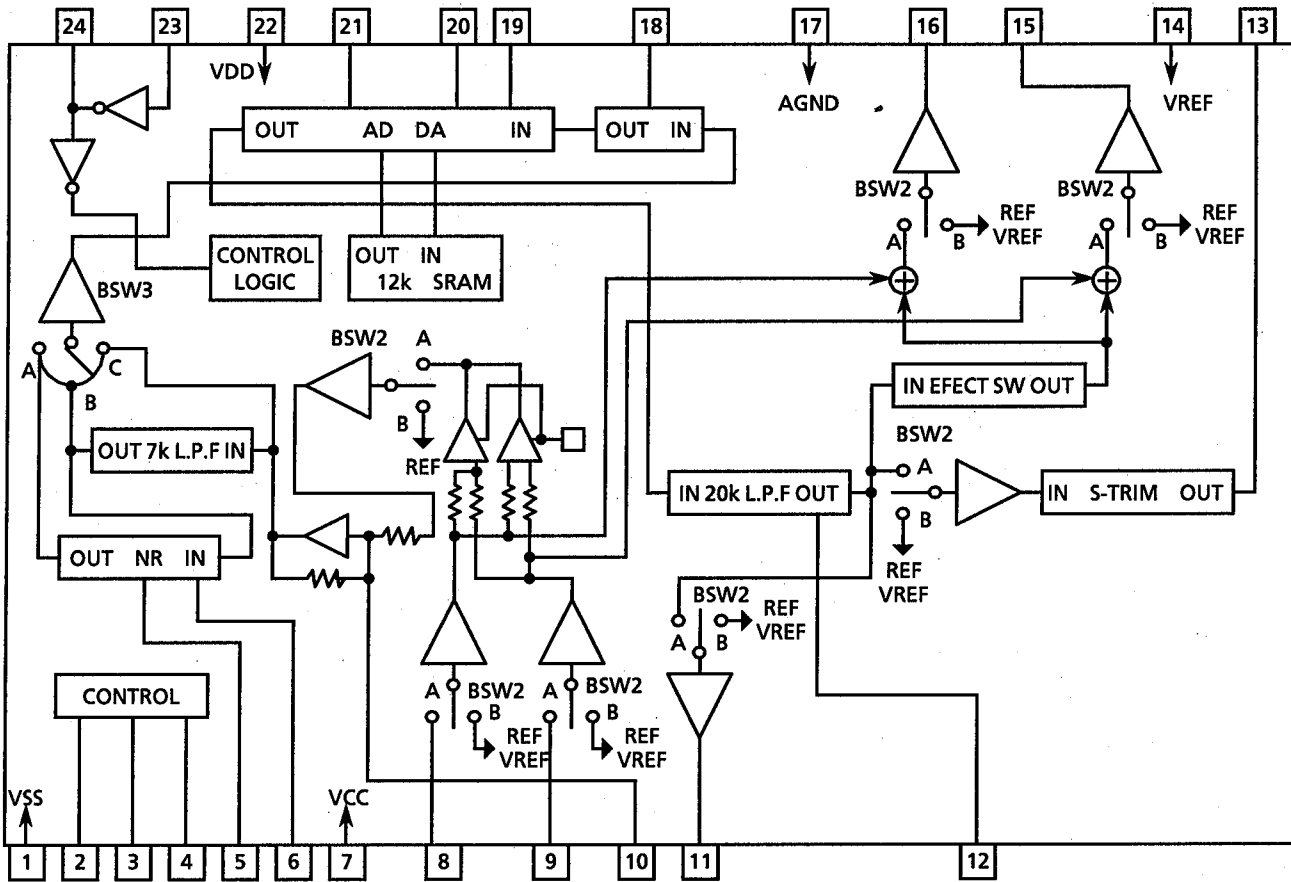 24 23 22 21 20 19 18 17 16 15 14 13
VDD
AGND
VREF
OUT AD DA IN
OUT IN
BSW2
A
B
REF
VREF
BSW2
A
B
REF
VREF
CONTROL
LOGIC
OUT IN
12k SRAM
BSW3
A
B
C
BSW2
A
B
REF
IN EFECT SW OUT
OUT 7k L.P.F IN
IN 20k L.P.F OUT
BSW2
A
B
REF
VREF
IN S-TRIM OUT
OUT NR IN
BSW2
A
B
REF
VREF
CONTROL
A
BSW2
B
REF
VREF
A
BSW2
B
REF
VREF
VSS
VCC
1 2 3 4 5 6 7 8 9 10 11 12